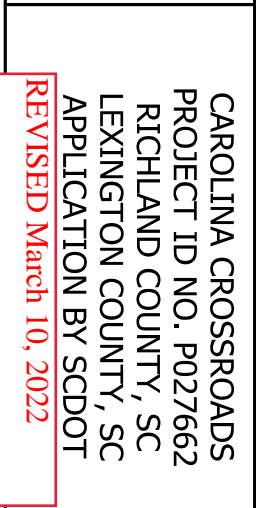 CAROLINA CROSSROADS
PROJECT ID NO. P027662
RICHLAND COUNTY, SC
LEXINGTON COUNTY, SC
APPLICATION BY SCDOT
REVISED March 10, 2022